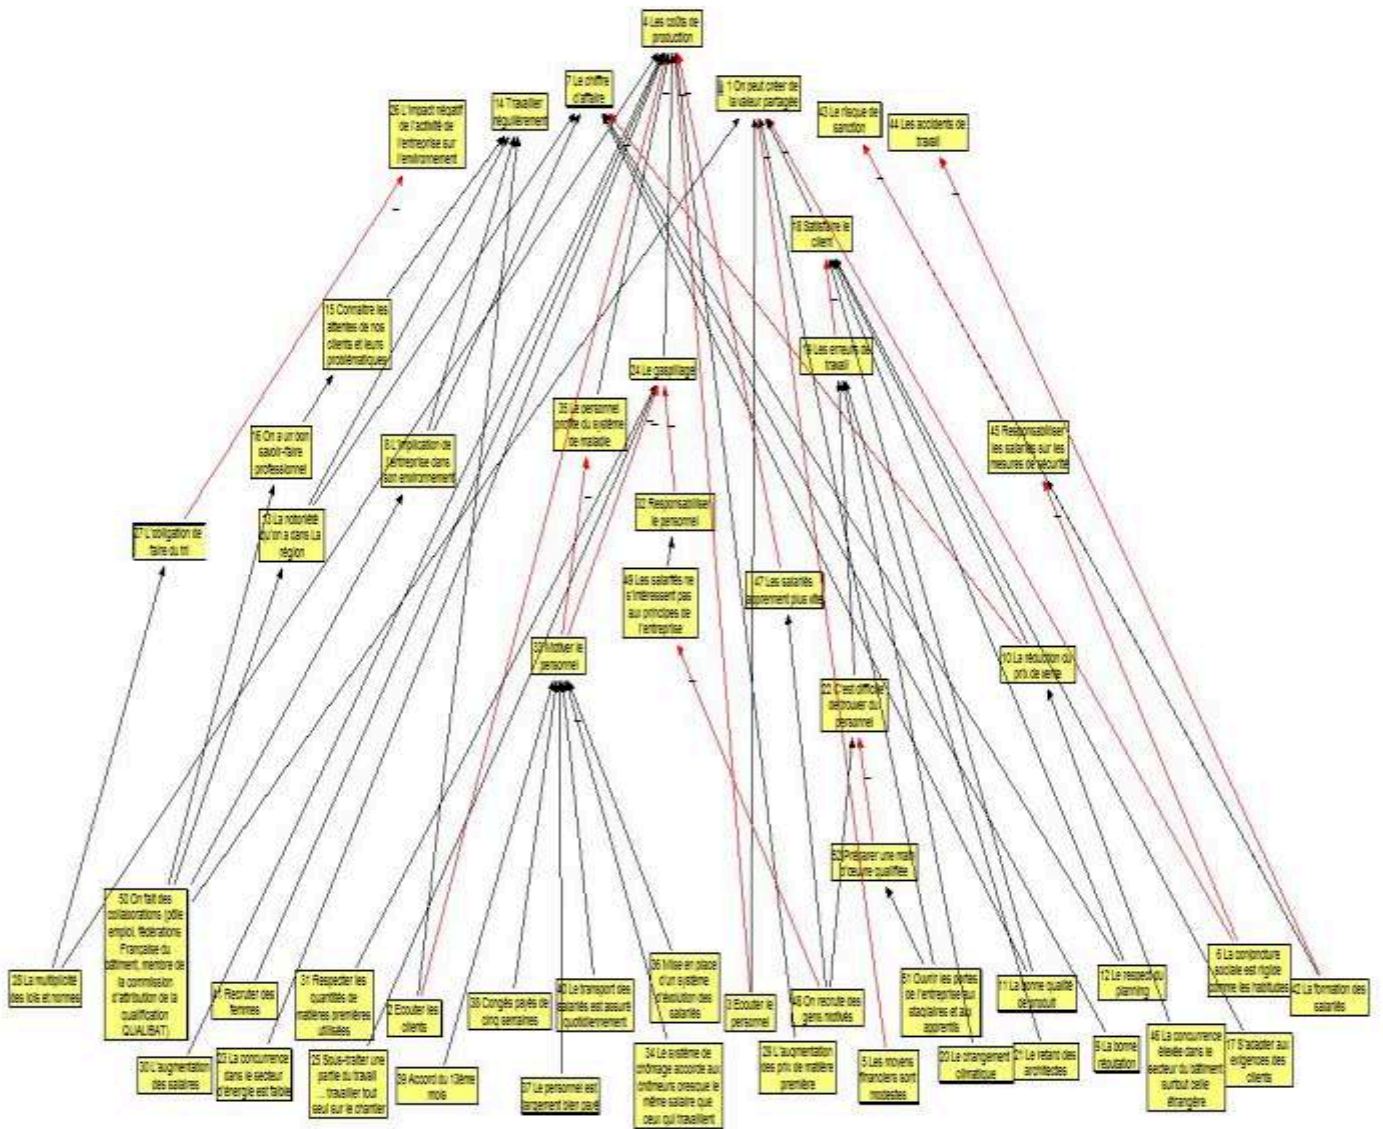 4 Les coûts de
production
7 Le chiffre
d'affaire
1 On peut créer de
la valeur partagée
14 Travailler
régulièrement
26 L'impact négatif
de l'activité de
l'entreprise sur
l'environnement
43 Le risque de
sanction
44 Les accidents de
travail
18 Satisfaire le
client
15 Connaître les
attentes de nos
clients et leurs
problématiques
19 Les erreurs de
travail
24 Le gaspillage
35 Le personnel
profite du système
de maladie
16 On a un bon
savoir-faire
professionnel
8 L'implication de
l'entreprise dans
son environnement
45 Responsabiliser
les salariés sur les
mesures de sécurité
32 Responsabiliser
le personnel
13 La notoriété
qu'on a dans La
région
27 L'obligation de
faire du tri
49 Les salariés ne
s'intéressent pas
aux principes de
l'entreprise
47 Les salariés
apprennent plus vite
33 Motiver le
personnel
10 La réduction du
prix de vente
22 C'est difficile
de trouver du
personnel
52 Préparer une main
d'œuvre qualifiée
50 On fait des
collaborations (pôle
emploi, fédérations
Française du
bâtiment, membre de
la commission
d'attribution de la
qualification
QUALIBAT)
28 La multiplicité
des lois et normes
41 Recruter des
femmes
31 Respecter les
quantités de
matières premières
utilisées
2 Ecouter les
clients
38 Congés payés de
cinq semaines
40 Le transport des
salariés est assuré
quotidiennement
36 Mise en place
d'un système
d'évolution des
salariés
3 Ecouter le
personnel
48 On recrute des
gens motivés
51 Ouvrir les portes
de l'entreprise aux
stagiaires et aux
apprentis
11 La bonne qualité
de produit
12 Le respect du
planning
6 La conjoncture
sociale est rigide
comme les habitudes
42 La formation des
salariés
30 L'augmentation
des salaires
23 La concurrence
dans le secteur
d'énergie est faible
25 Sous-traiter une
partie du travail
... travailler tout
seul sur le chantier
39 Accord du 13ème
mois
37 Le personnel est
largement bien payé
34 Le système de
chômage accorde aux
chômeurs presque le
même salaire que
ceux qui travaillent
29 L'augmentation
des prix de matière
première
5 Les moyens
financiers sont
modestes
20 Le changement
climatique
21 Le retard des
architectes
9 La bonne
réputation
46 La concurrence
élevée dans le
secteur du bâtiment
surtout celle
étrangère
17 S'adapter aux
exigences des
clients